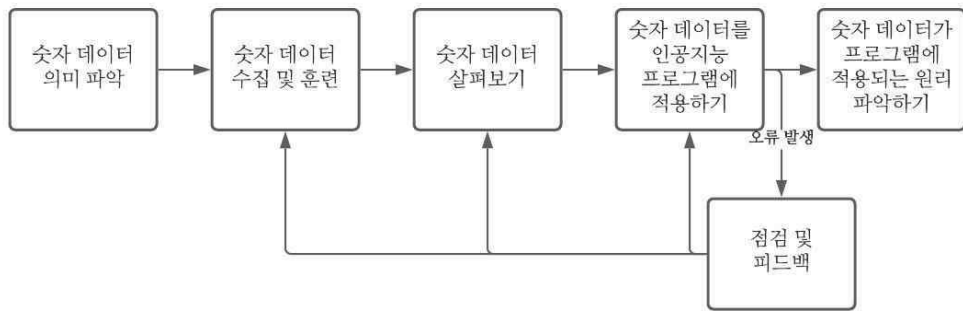 숫자 데이터
의미 파악
숫자 데이터
수집 및 훈련
숫자 데이터
살펴보기
숫자 데이터를
인공지능
프로그램에
적용하기
숫자 데이터가
프로그램에
적용되는 원리
파악하기
오류 발생
점검 및
피드백